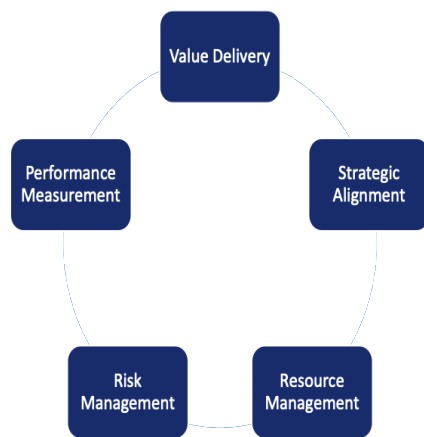 Value Delivery
Performance
Measurement
Strategic
Alignment
Risk
Management
Resource
Management